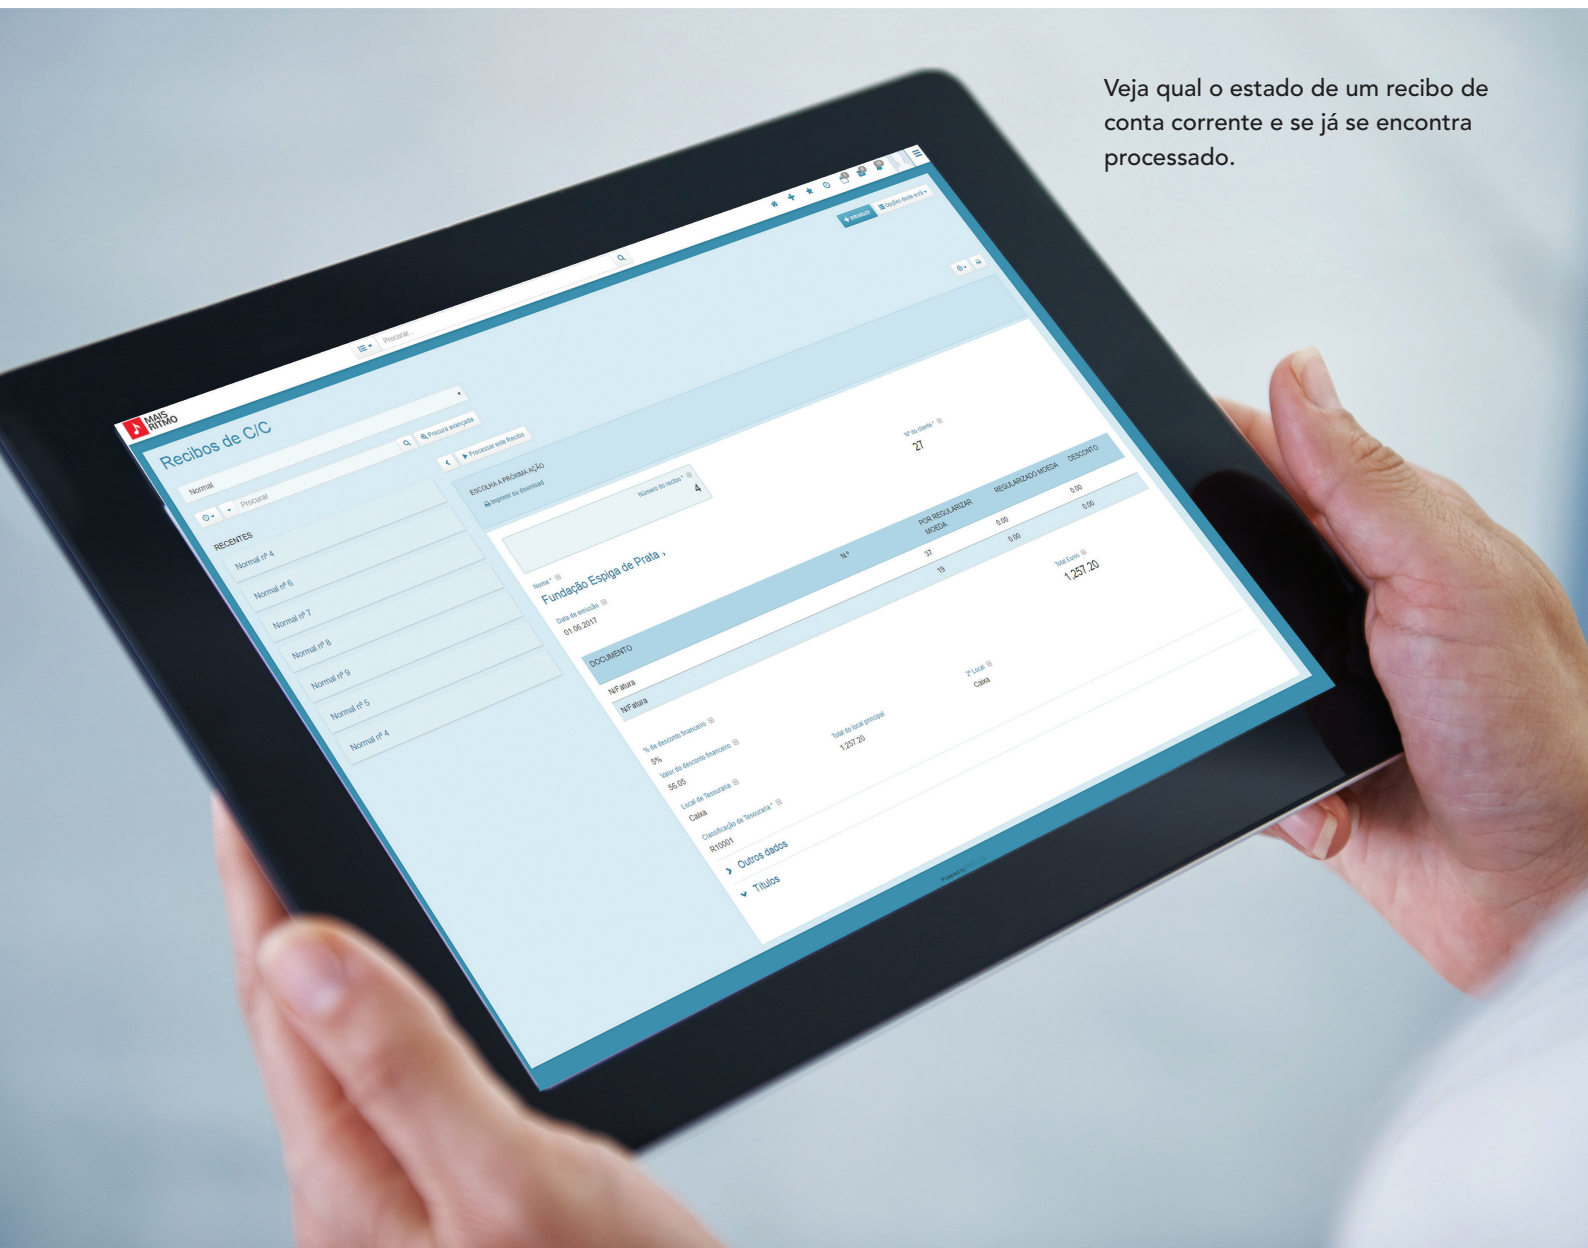 Veja qual o estado de um recibo de
conta corrente e se já se encontra
processado.
MAIS
RITMO
Procurar...
Recibos de C/C
Introduzir
Opções deste ecrã
Normal
Procurar
Procura avançada
RECENTES
Normal nº 4
Normal nº 6
Normal nº 7
Normal nº 8
Normal nº 9
Normal nº 5
Normal nº 4
Processar este Recibo
ESCOLHA A PRÓXIMA AÇÃO
Imprimir ou download
Número do recibo *
4
Nome *
Fundação Espiga de Prata ›
Nº do cliente *
27
Data de emissão
01.06.2017
DOCUMENTO N.º POR REGULARIZAR MOEDA REGULARIZADO MOEDA DESCONTO
N/Fatura 37 0.00 0.00
N/Fatura 19 0.00 0.00
% de desconto financeiro
5%
Valor do desconto financeiro
56.05
Total Euros
1,257.20
Local de Tesouraria
Caixa
Total do local principal
1,257.20
2º Local
Caixa
Classificação de Tesouraria *
R10001
Outros dados
Títulos
Powered by